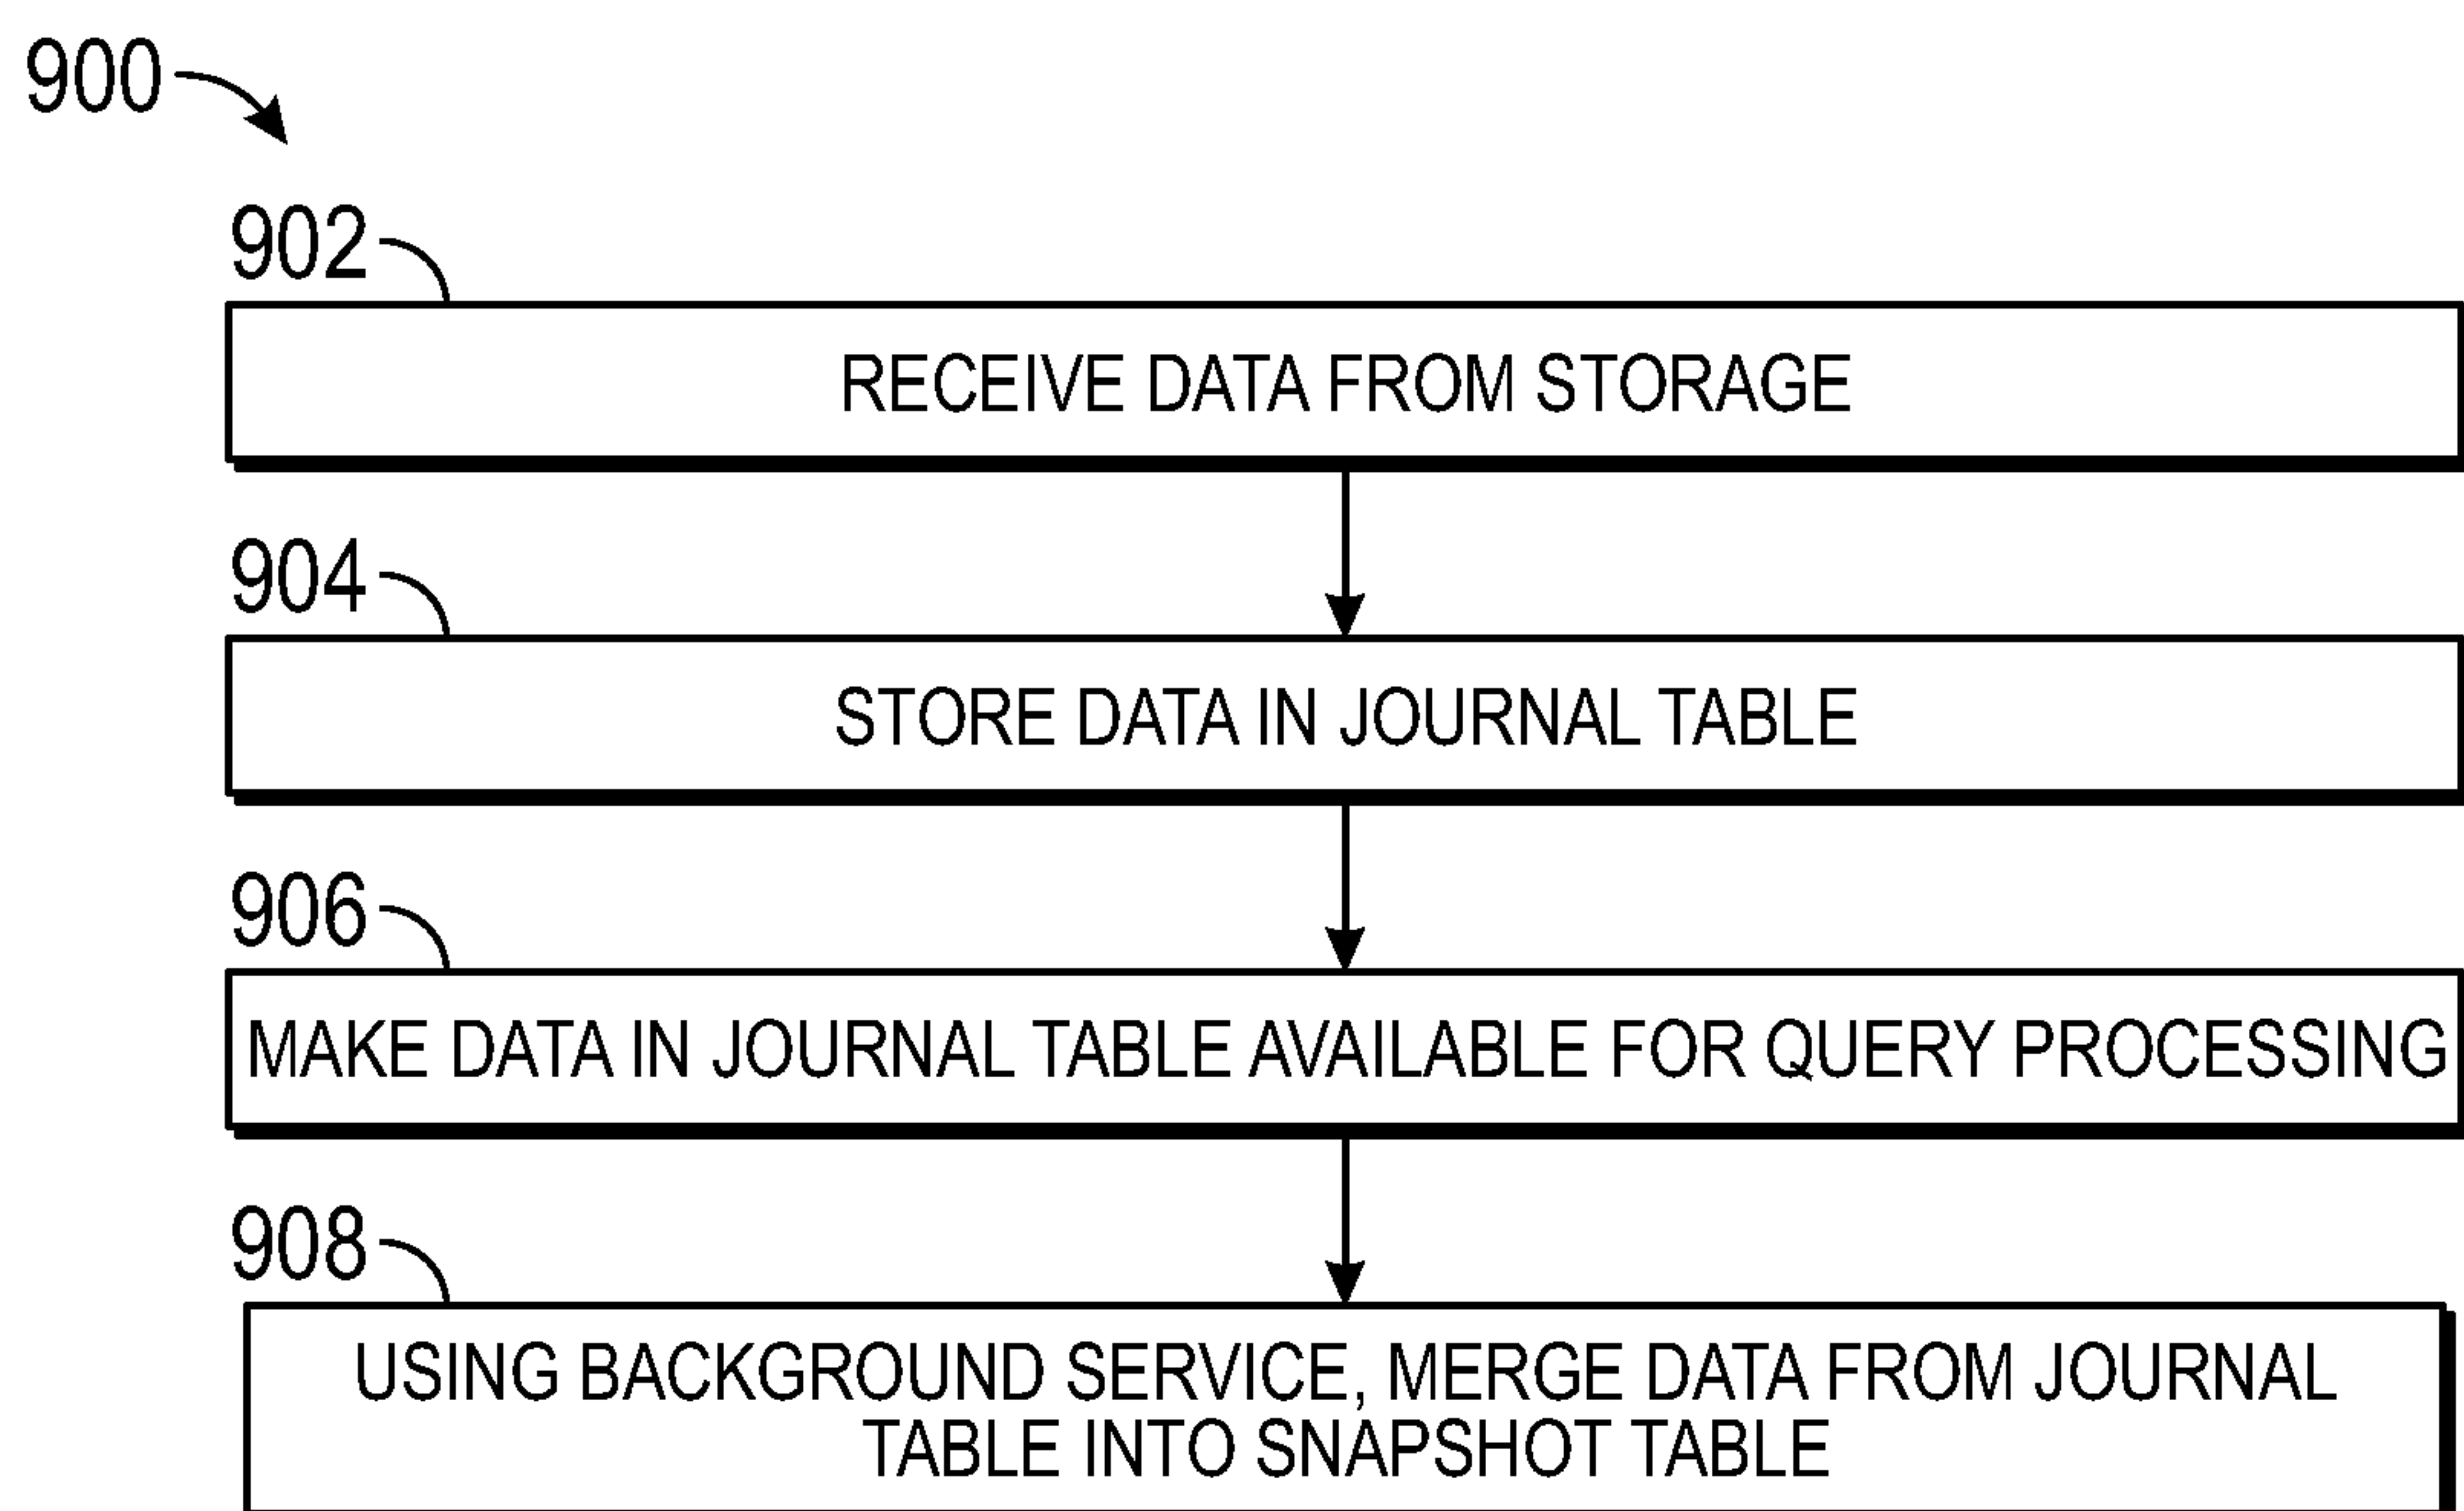 900
902
RECEIVE DATA FROM STORAGE
904
STORE DATA IN JOURNAL TABLE
906
MAKE DATA IN JOURNAL TABLE AVAILABLE FOR QUERY PROCESSING
908
USING BACKGROUND SERVICE, MERGE DATA FROM JOURNAL
TABLE INTO SNAPSHOT TABLE